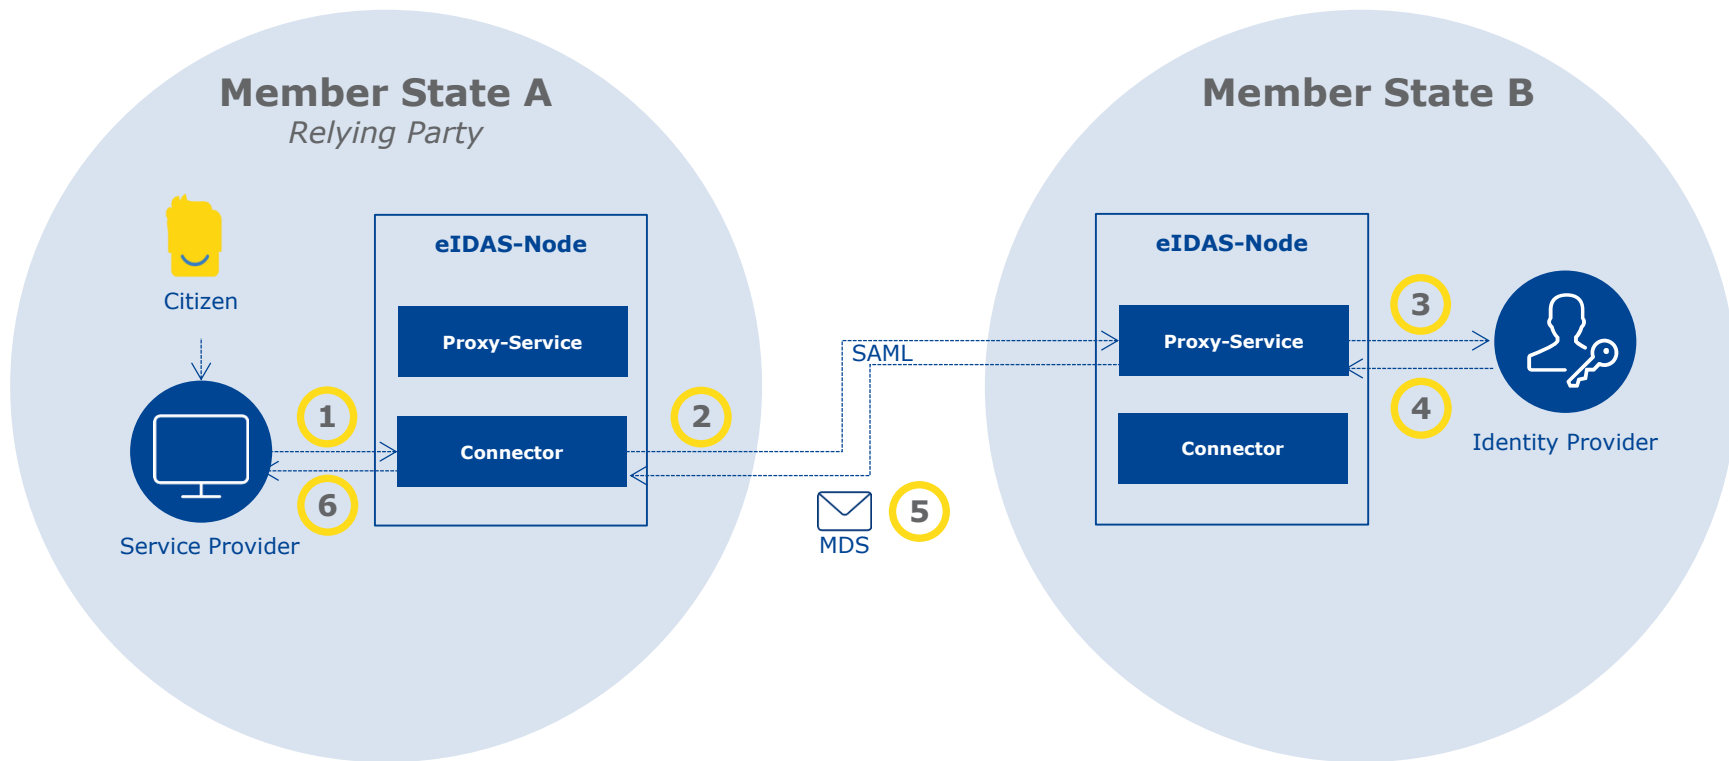 Member State A
Relying Party
Citizen
Service Provider
eIDAS-Node
Proxy-Service
Connector
1
6
2
SAML
MDS
5
Member State B
eIDAS-Node
Proxy-Service
Connector
3
4
Identity Provider